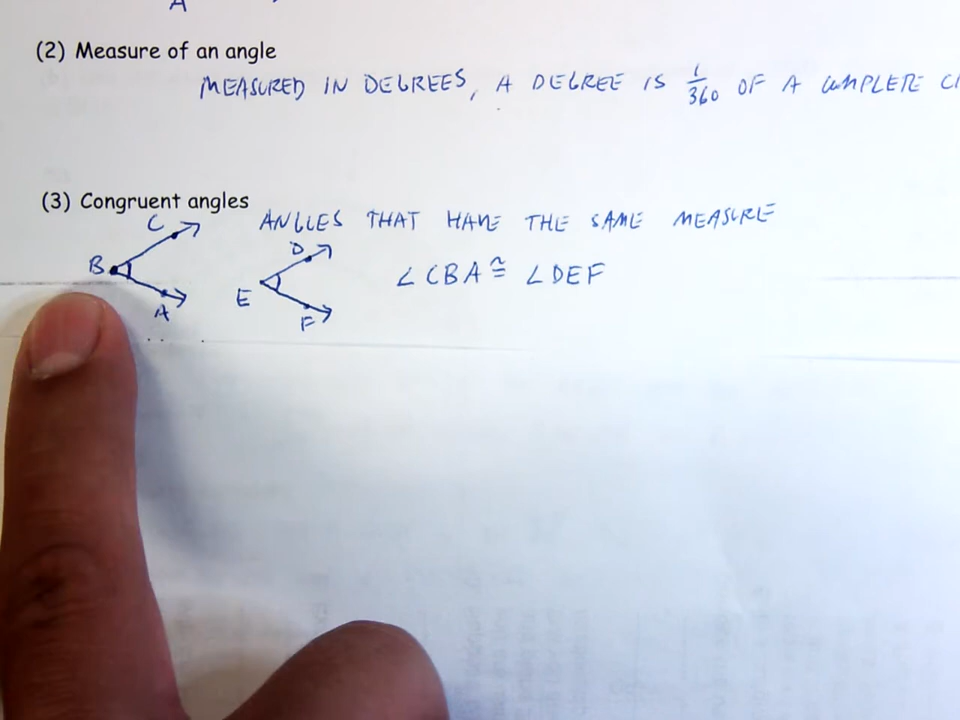 A
(2) Measure of an angle
MEASURED IN DEGREES, A DEGREE IS 1/360 OF A COMPLETE
(3) Congruent angles
ANGLES THAT HAVE THE SAME MEASURE
C
B
A
D
E
F
∠CBA ≅ ∠DEF